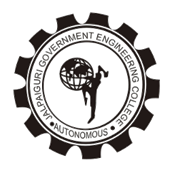 JALPAIGURI GOVERNMENT ENGINEERING COLLEGE
• AUTONOMOUS •